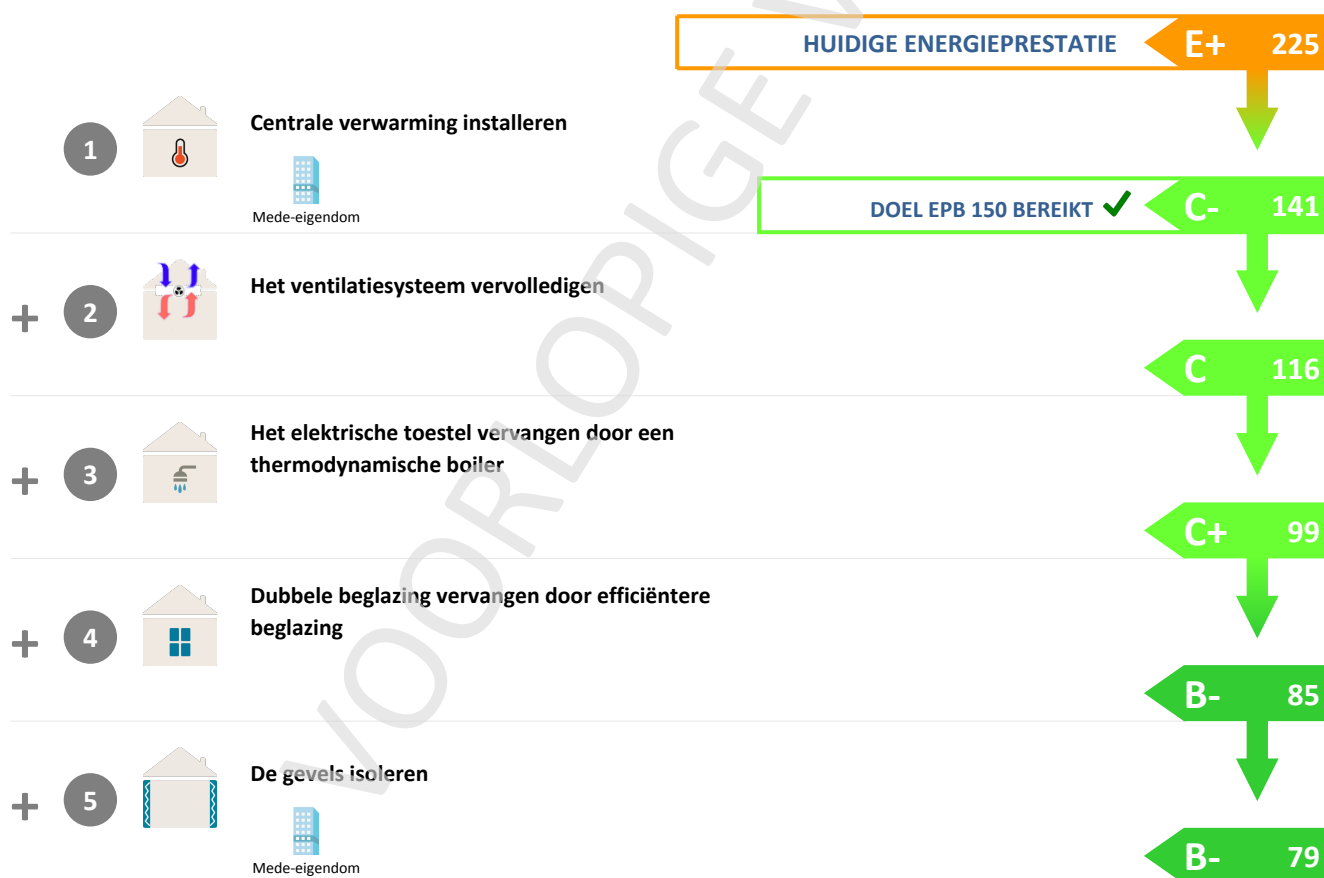 HUIDIGE ENERGIEPRESTATIE E+ 225
1 Centrale verwarming installeren
Mede-eigendom
DOEL EPB 150 BEREIKT ✓ C- 141
+ 2 Het ventilatiesysteem vervolledigen
C 116
+ 3 Het elektrische toestel vervangen door een
thermodynamische boiler
C+ 99
+ 4 Dubbele beglazing vervangen door efficiëntere
beglazing
B- 85
+ 5 De gevels isoleren
Mede-eigendom
B- 79
VOORLOPIGE V